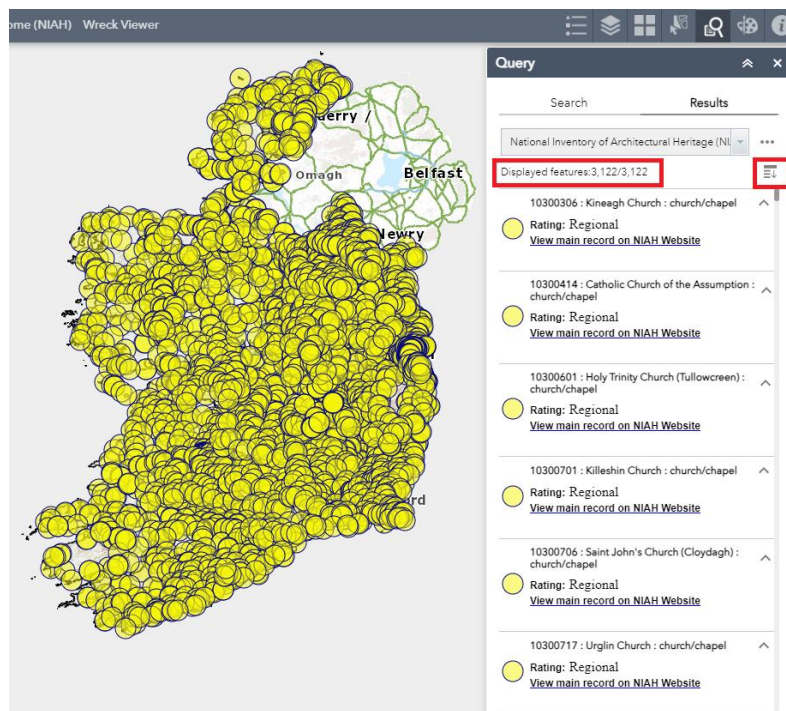 ome (NIAH) Wreck Viewer
Query
Search Results
National Inventory of Architectural Heritage (NI
Displayed features:3,122/3,122
10300306 : Kineagh Church : church/chapel
Rating: Regional
View main record on NIAH Website
10300414 : Catholic Church of the Assumption :
church/chapel
Rating: Regional
View main record on NIAH Website
10300601 : Holy Trinity Church (Tullowcreen) :
church/chapel
Rating: Regional
View main record on NIAH Website
10300701 : Killeshin Church : church/chapel
Rating: Regional
View main record on NIAH Website
10300706 : Saint John's Church (Cloydagh) :
church/chapel
Rating: Regional
View main record on NIAH Website
10300717 : Urglin Church : church/chapel
Rating: Regional
View main record on NIAH Website
erry /
Omagh
Belfast
Newry
rd